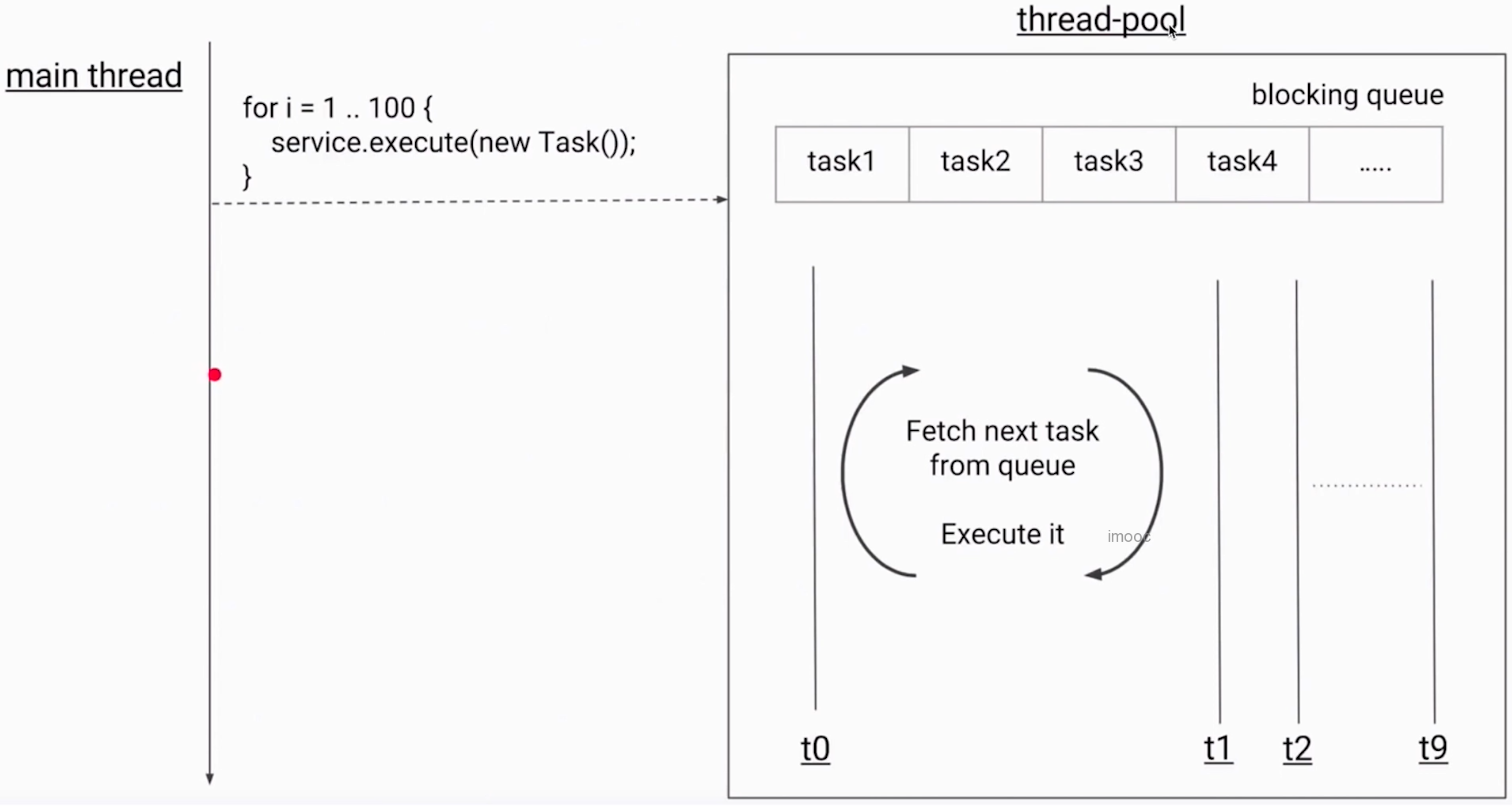 thread-pool
main thread
for i = 1 .. 100 {
service.execute(new Task());
}
blocking queue
task1 task2 task3 task4 .....
Fetch next task
from queue
Execute it
imooc
t0 t1 t2 t9